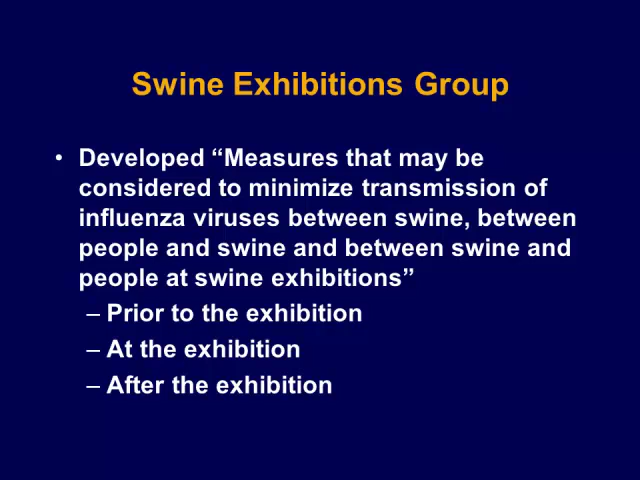 Swine Exhibitions Group
• Developed “Measures that may be
considered to minimize transmission of
influenza viruses between swine, between
people and swine and between swine and
people at swine exhibitions”
– Prior to the exhibition
– At the exhibition
– After the exhibition